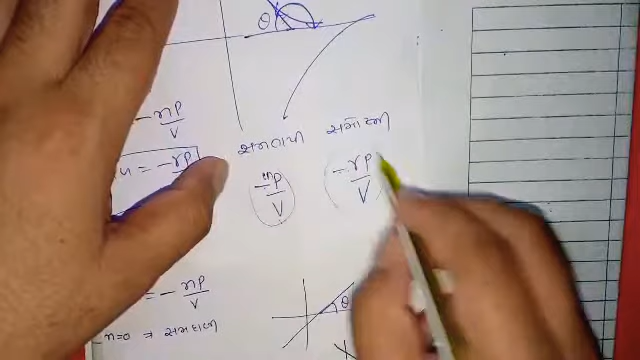 θ
- nP
V
સમતાપી
સમોષ્મી
n = - γP
- nP
V
- γP
V
= - nP
V
θ
n=0 ⇒ સમદાબી